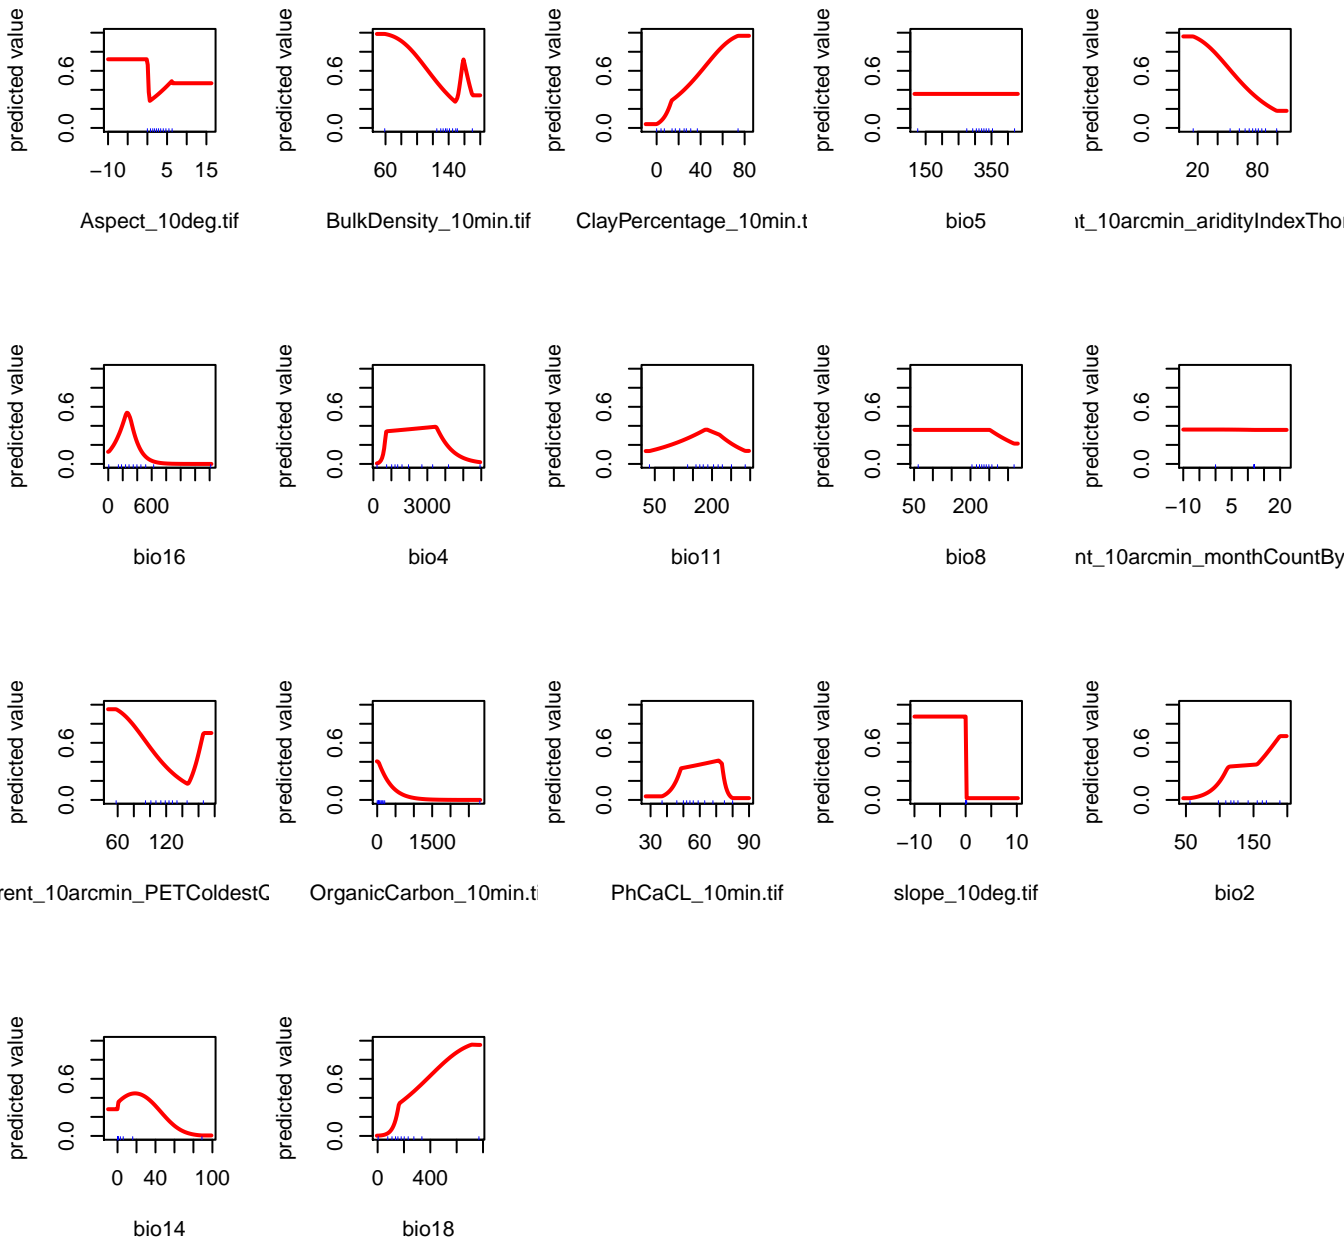 predicted value
0.0 0.6
−10 5 15
Aspect_10deg.tif
predicted value
0.0 0.6
60 140
BulkDensity_10min.tif
predicted value
0.0 0.6
0 40 80
ClayPercentage_10min.t
predicted value
0.0 0.6
150 350
bio5
predicted value
0.0 0.6
20 80
nt_10arcmin_aridityIndexThor
predicted value
0.0 0.6
0 600
bio16
predicted value
0.0 0.6
0 3000
bio4
predicted value
0.0 0.6
50 200
bio11
predicted value
0.0 0.6
50 200
bio8
predicted value
0.0 0.6
−10 5 20
nt_10arcmin_monthCountBy
predicted value
0.0 0.6
60 120
rent_10arcmin_PETColdestQ
predicted value
0.0 0.6
0 1500
OrganicCarbon_10min.ti
predicted value
0.0 0.6
30 60 90
PhCaCL_10min.tif
predicted value
0.0 0.6
−10 0 10
slope_10deg.tif
predicted value
0.0 0.6
50 150
bio2
predicted value
0.0 0.6
0 40 100
bio14
predicted value
0.0 0.6
0 400
bio18